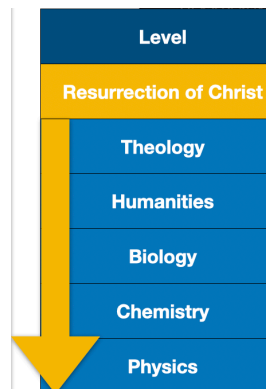 Level
Resurrection of Christ
Theology
Humanities
Biology
Chemistry
Physics